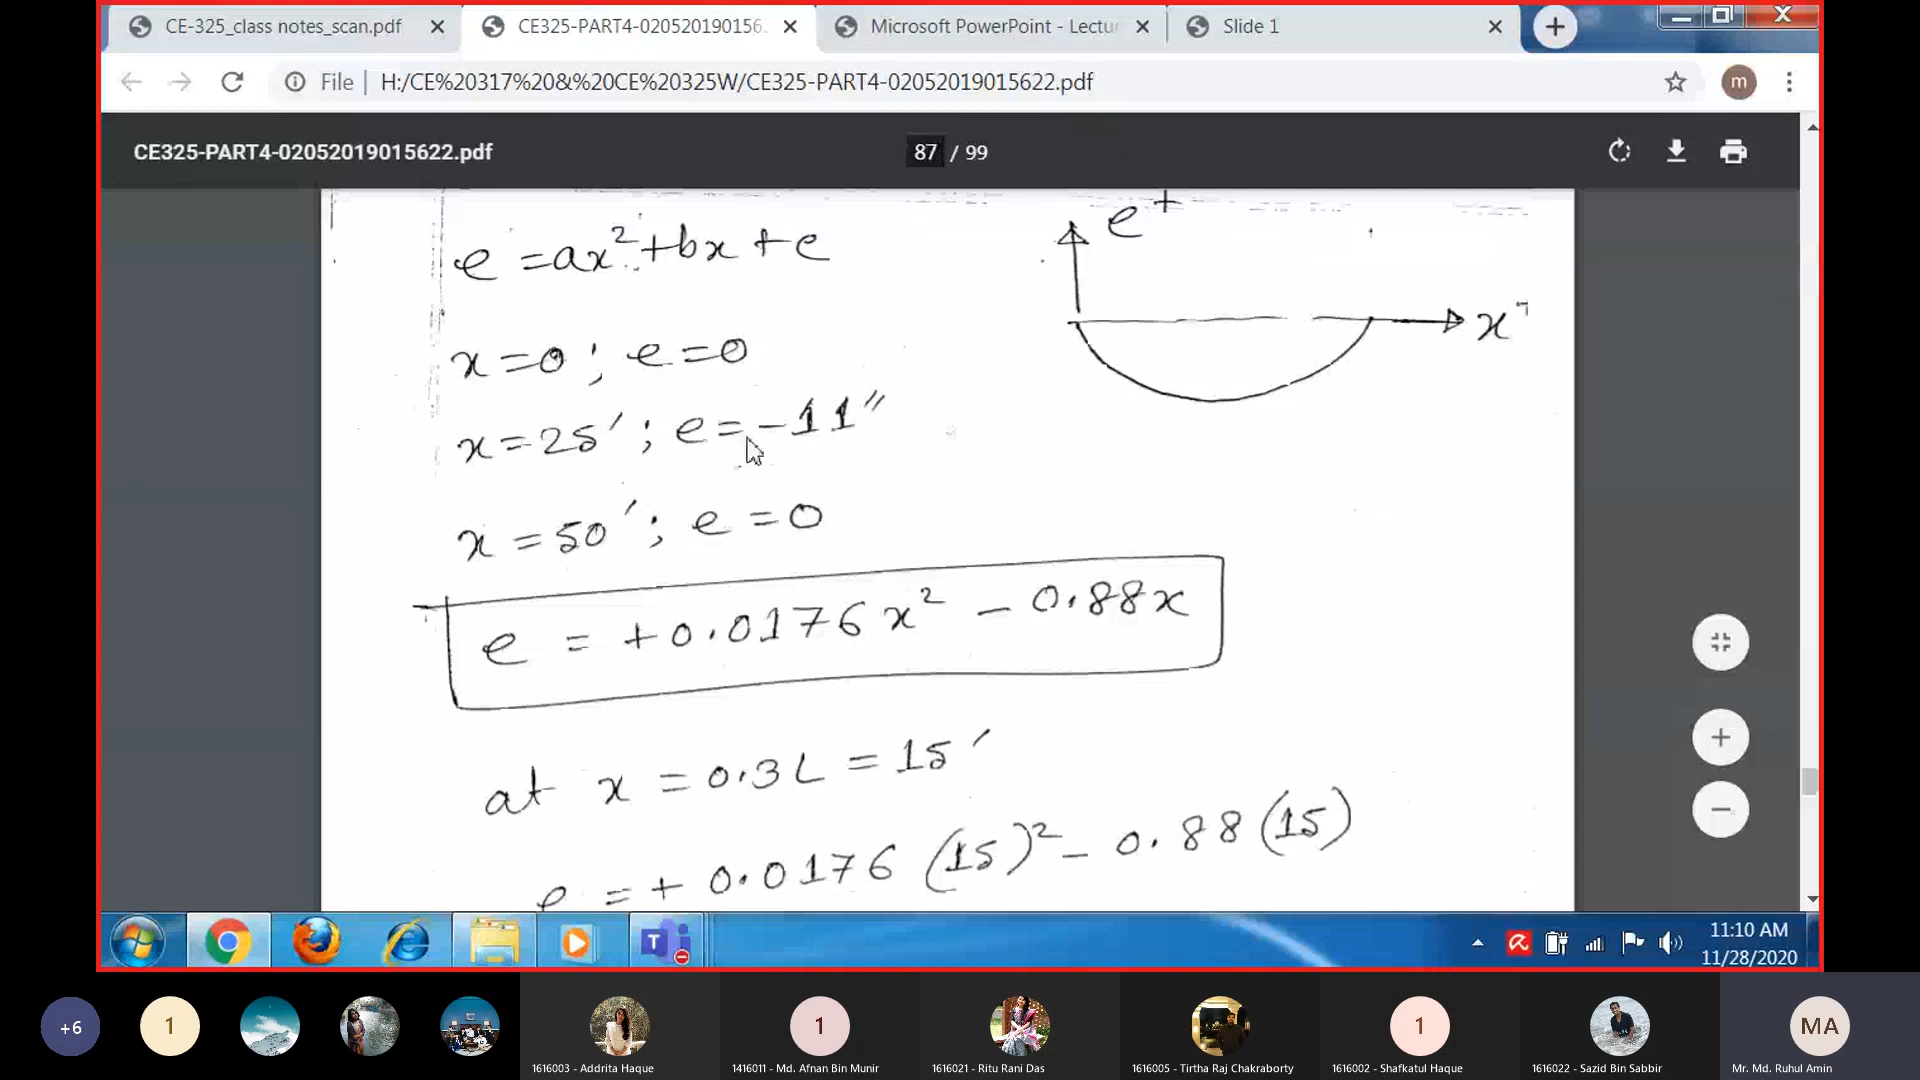 CE-325_class notes_scan.pdf
CE325-PART4-0205201901562
Microsoft PowerPoint - Lectu
Slide 1
File | H:/CE%20317%20&%20CE%20325W/CE325-PART4-02052019015622.pdf
m
CE325-PART4-02052019015622.pdf
87 / 99
e = ax² + bx + e
e+
x+
x = 0 ; e = 0
x = 25' ; e = -11"
x = 50' ; e = 0
e = +0.0176x² - 0.88x
at x = 0.3L = 15'
e = + 0.0176 (15)² - 0.88 (15)
T
11:10 AM
11/28/2020
+6
1
1
1
MA
1616003 - Addrita Haque
1416011 - Md. Afnan Bin Munir
1616021 - Ritu Rani Das
1616005 - Tirtha Raj Chakraborty
1616002 - Shafkatul Haque
1616022 - Sazid Bin Sabbir
Mr. Md. Ruhul Amin